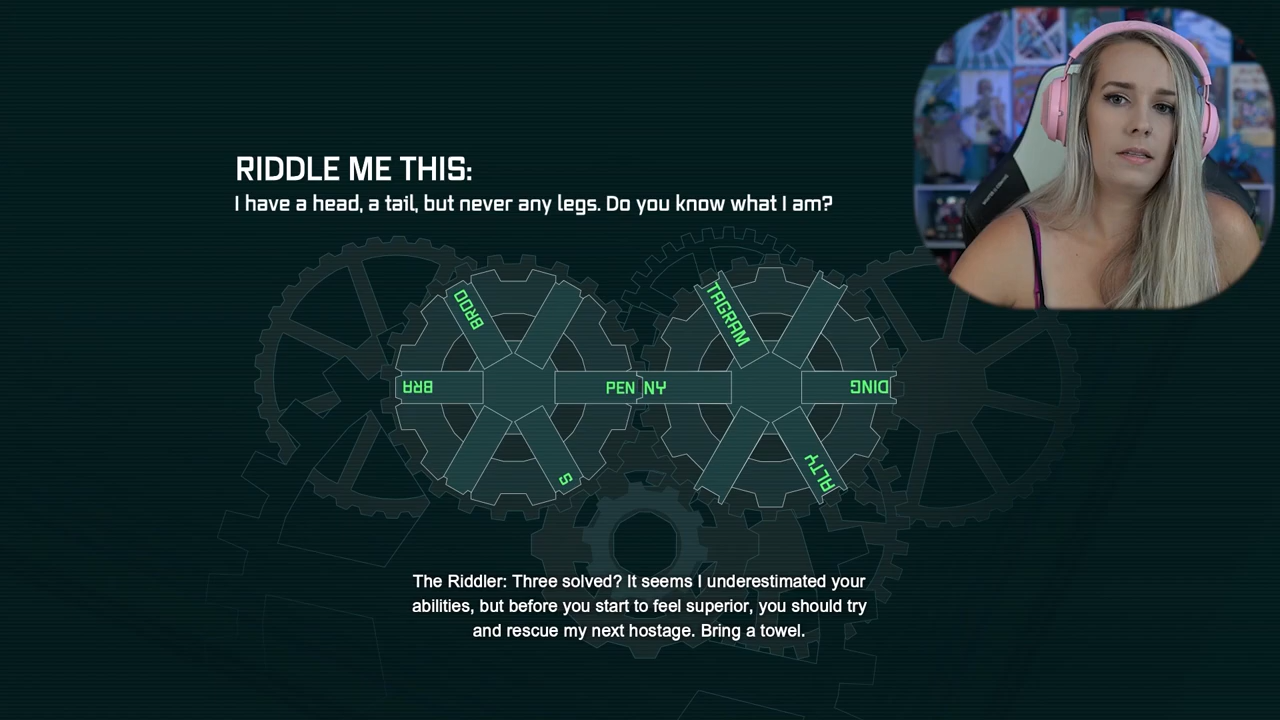 RIDDLE ME THIS:
I have a head, a tail, but never any legs. Do you know what I am?
BROO
TAGRAM
BRA
PEN
NY
DING
S
ALTY
The Riddler: Three solved? It seems I underestimated your
abilities, but before you start to feel superior, you should try
and rescue my next hostage. Bring a towel.